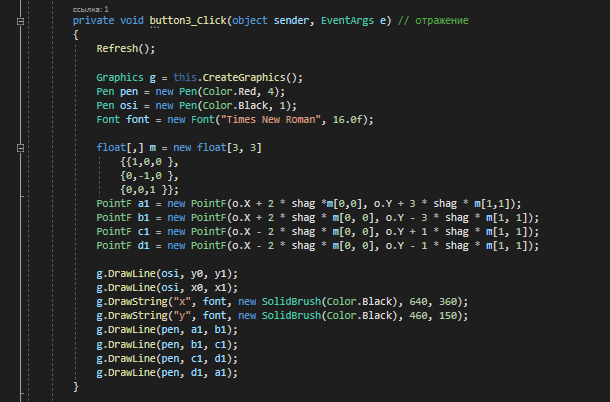 ссылка: 1
private void button3_Click(object sender, EventArgs e) // отражение
{
Refresh();
Graphics g = this.CreateGraphics();
Pen pen = new Pen(Color.Red, 4);
Pen osi = new Pen(Color.Black, 1);
Font font = new Font("Times New Roman", 16.0f);
float[,] m = new float[3, 3]
{{1,0,0 },
{0,-1,0 },
{0,0,1 }};
PointF a1 = new PointF(o.X + 2 * shag *m[0,0], o.Y + 3 * shag * m[1,1]);
PointF b1 = new PointF(o.X + 2 * shag * m[0, 0], o.Y - 3 * shag * m[1, 1]);
PointF c1 = new PointF(o.X - 2 * shag * m[0, 0], o.Y + 1 * shag * m[1, 1]);
PointF d1 = new PointF(o.X - 2 * shag * m[0, 0], o.Y - 1 * shag * m[1, 1]);
g.DrawLine(osi, y0, y1);
g.DrawLine(osi, x0, x1);
g.DrawString("x", font, new SolidBrush(Color.Black), 640, 360);
g.DrawString("y", font, new SolidBrush(Color.Black), 460, 150);
g.DrawLine(pen, a1, b1);
g.DrawLine(pen, b1, c1);
g.DrawLine(pen, c1, d1);
g.DrawLine(pen, d1, a1);
}